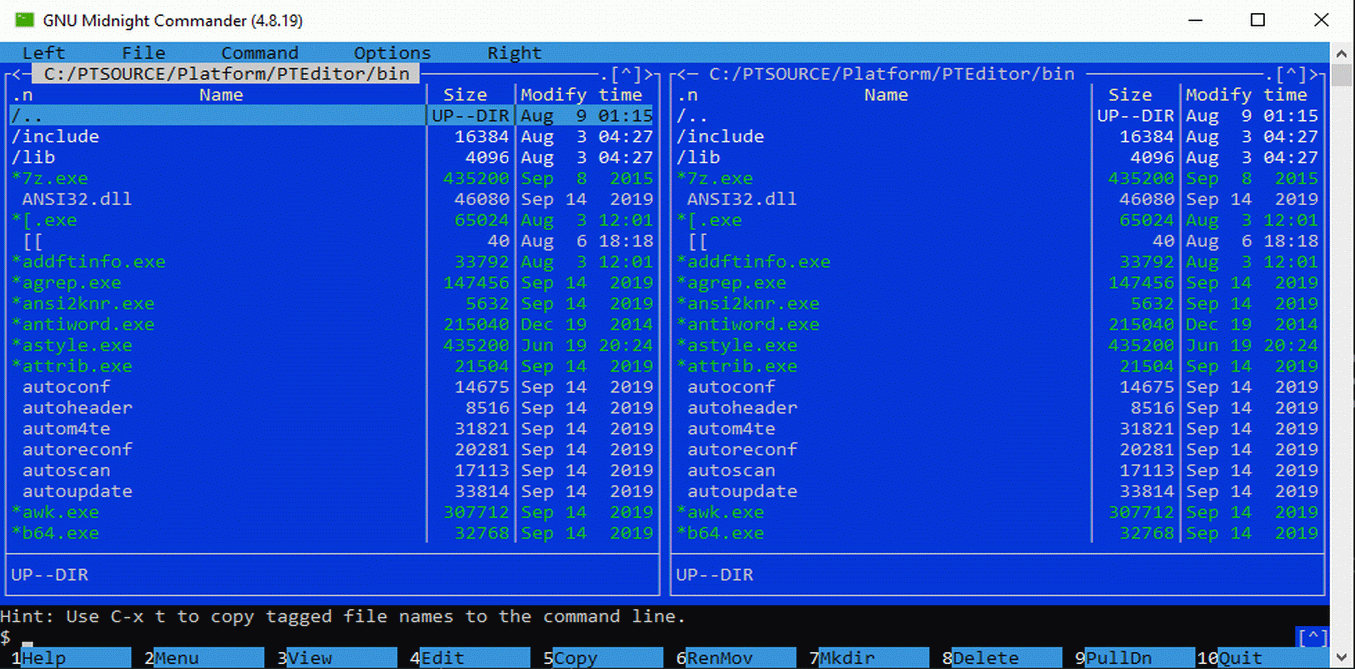 GNU Midnight Commander (4.8.19)
Left File Command Options Right
<- C:/PTSOURCE/Platform/PTEditor/bin .[^]> <- C:/PTSOURCE/Platform/PTEditor/bin .[^]>
.n Name Size Modify time .n Name Size Modify time
/.. UP--DIR Aug 9 01:15 /.. UP--DIR Aug 9 01:15
/include 16384 Aug 3 04:27 /include 16384 Aug 3 04:27
/lib 4096 Aug 3 04:27 /lib 4096 Aug 3 04:27
*7z.exe 435200 Sep 8 2015 *7z.exe 435200 Sep 8 2015
ANSI32.dll 46080 Sep 14 2019 ANSI32.dll 46080 Sep 14 2019
*[.exe 65024 Aug 3 12:01 *[.exe 65024 Aug 3 12:01
[[ 40 Aug 6 18:18 [[ 40 Aug 6 18:18
*addftinfo.exe 33792 Aug 3 12:01 *addftinfo.exe 33792 Aug 3 12:01
*agrep.exe 147456 Sep 14 2019 *agrep.exe 147456 Sep 14 2019
*ansi2knr.exe 5632 Sep 14 2019 *ansi2knr.exe 5632 Sep 14 2019
*antiword.exe 215040 Dec 19 2014 *antiword.exe 215040 Dec 19 2014
*astyle.exe 435200 Jun 19 20:24 *astyle.exe 435200 Jun 19 20:24
*attrib.exe 21504 Sep 14 2019 *attrib.exe 21504 Sep 14 2019
autoconf 14675 Sep 14 2019 autoconf 14675 Sep 14 2019
autoheader 8516 Sep 14 2019 autoheader 8516 Sep 14 2019
autom4te 31821 Sep 14 2019 autom4te 31821 Sep 14 2019
autoreconf 20281 Sep 14 2019 autoreconf 20281 Sep 14 2019
autoscan 17113 Sep 14 2019 autoscan 17113 Sep 14 2019
autoupdate 33814 Sep 14 2019 autoupdate 33814 Sep 14 2019
*awk.exe 307712 Sep 14 2019 *awk.exe 307712 Sep 14 2019
*b64.exe 32768 Sep 14 2019 *b64.exe 32768 Sep 14 2019
UP--DIR UP--DIR
Hint: Use C-x t to copy tagged file names to the command line.
$ [^]
1Help 2Menu 3View 4Edit 5Copy 6RenMov 7Mkdir 8Delete 9PullDn 10Quit